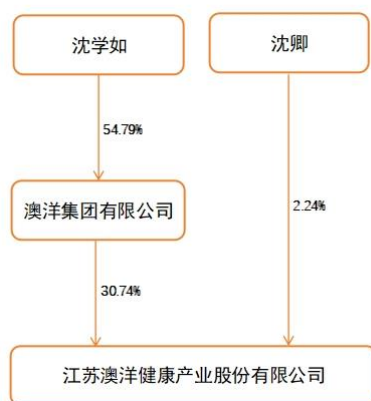 沈学如
沈卿
54.79%
澳洋集团有限公司
2.24%
30.74%
江苏澳洋健康产业股份有限公司